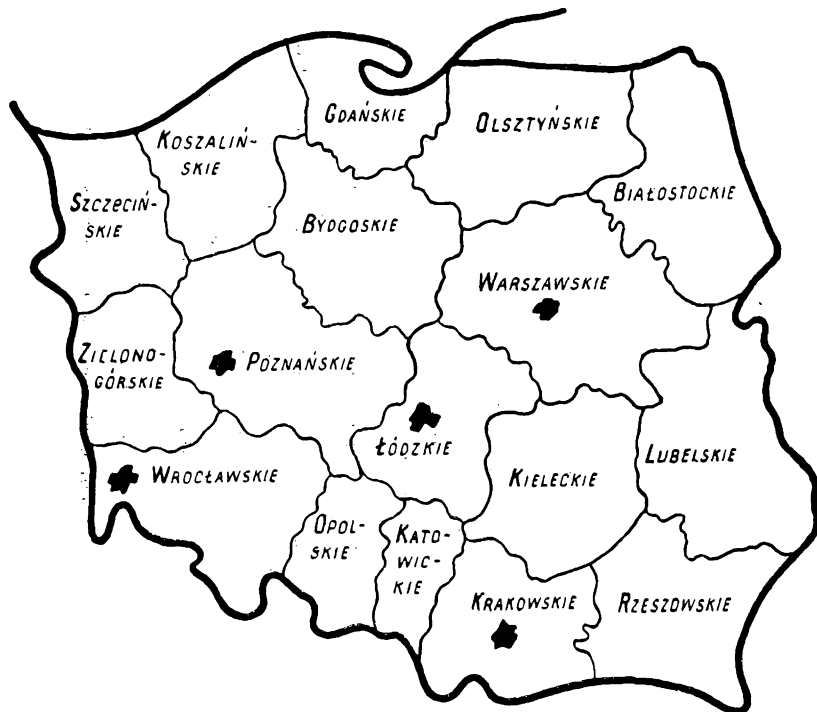 GDAŃSKIE
KOSZALIŃ-
SKIE
OLSZTYŃSKIE
SZCZECIŃ-
SKIE
BIAŁOSTOCKIE
BYDGOSKIE
WARSZAWSKIE
ZIELONO-
GÓRSKIE
POZNAŃSKIE
ŁÓDZKIE
LUBELSKIE
WROCŁAWSKIE
KIELECKIE
OPOL-
SKIE
KATO-
WIC-
KIE
KRAKOWSKIE
RZESZOWSKIE